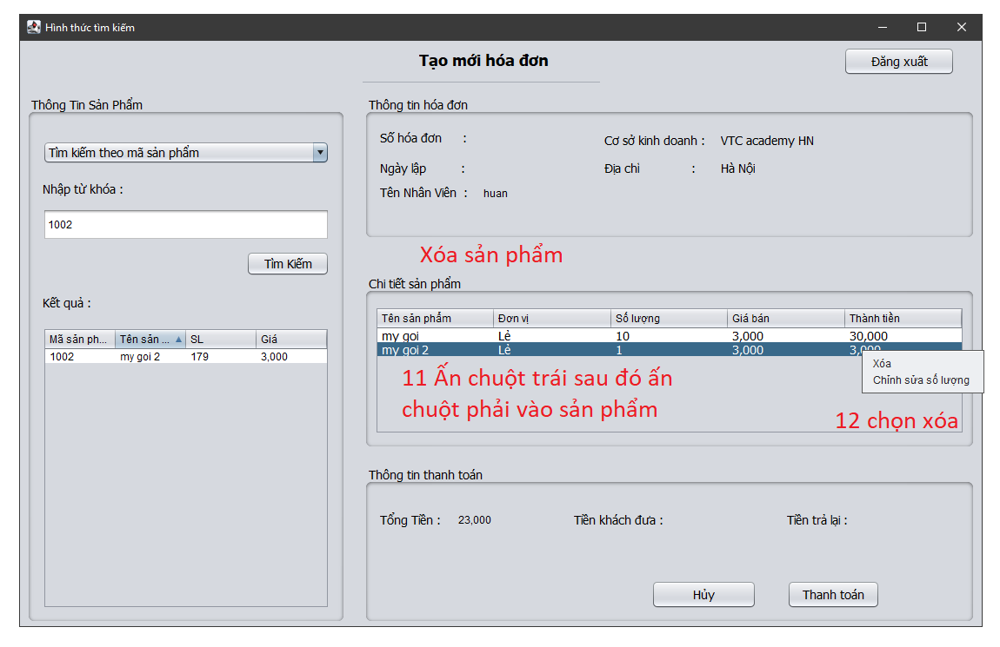 Hình thức tìm kiếm
Tạo mới hóa đơn
Đăng xuất
Thông Tin Sản Phẩm
Tìm kiếm theo mã sản phẩm
Nhập từ khóa :
1002
Tìm Kiếm
Kết quả :
Mã sản ph... Tên sản ... SL Giá
1002 my goi 2 179 3,000
Thông tin hóa đơn
Số hóa đơn : Cơ sở kinh doanh : VTC academy HN
Ngày lập : Địa chỉ : Hà Nội
Tên Nhân Viên : huan
Xóa sản phẩm
Chi tiết sản phẩm
Tên sản phẩm Đơn vị Số lượng Giá bán Thành tiền
my goi Lẻ 10 3,000 30,000
my goi 2 Lẻ 1 3,000 3,000
Xóa
Chỉnh sửa số lượng
11 Ấn chuột trái sau đó ấn
chuột phải vào sản phẩm
12 chọn xóa
Thông tin thanh toán
Tổng Tiền : 23,000 Tiền khách đưa : Tiền trả lại :
Hủy Thanh toán